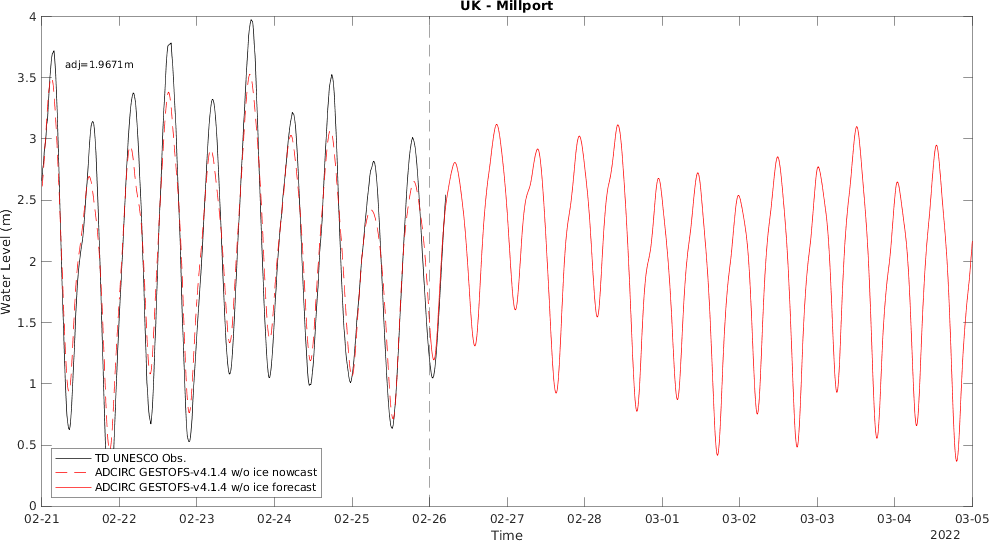 UK - Millport
adj=1.9671m
Water Level (m)
4
3.5
3
2.5
2
1.5
1
0.5
0
TD UNESCO Obs.
ADCIRC GESTOFS-v4.1.4 w/o ice nowcast
ADCIRC GESTOFS-v4.1.4 w/o ice forecast
02-21 02-22 02-23 02-24 02-25 02-26 02-27 02-28 03-01 03-02 03-03 03-04 03-05
Time
2022